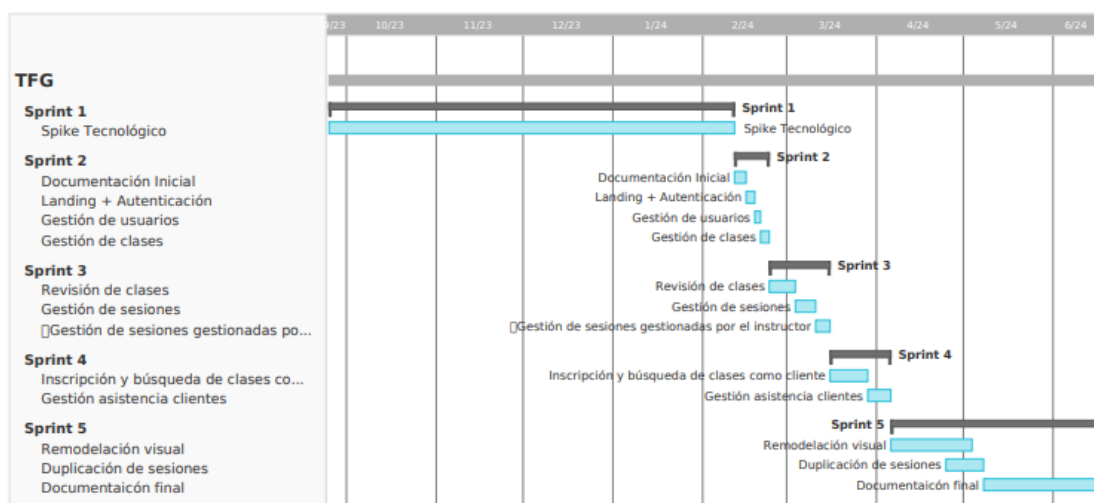 /23 10/23 11/23 12/23 1/24 2/24 3/24 4/24 5/24 6/24
TFG
Sprint 1 Sprint 1
Spike Tecnológico Spike Tecnológico
Sprint 2 Sprint 2
Documentación Inicial Documentación Inicial
Landing + Autenticación Landing + Autenticación
Gestión de usuarios Gestión de usuarios
Gestión de clases Gestión de clases
Sprint 3 Sprint 3
Revisión de clases Revisión de clases
Gestión de sesiones Gestión de sesiones
Gestión de sesiones gestionadas po... Gestión de sesiones gestionadas por el instructor
Sprint 4 Sprint 4
Inscripción y búsqueda de clases co... Inscripción y búsqueda de clases como cliente
Gestión asistencia clientes Gestión asistencia clientes
Sprint 5 Sprint 5
Remodelación visual Remodelación visual
Duplicación de sesiones Duplicación de sesiones
Documentaicón final Documentaicón final